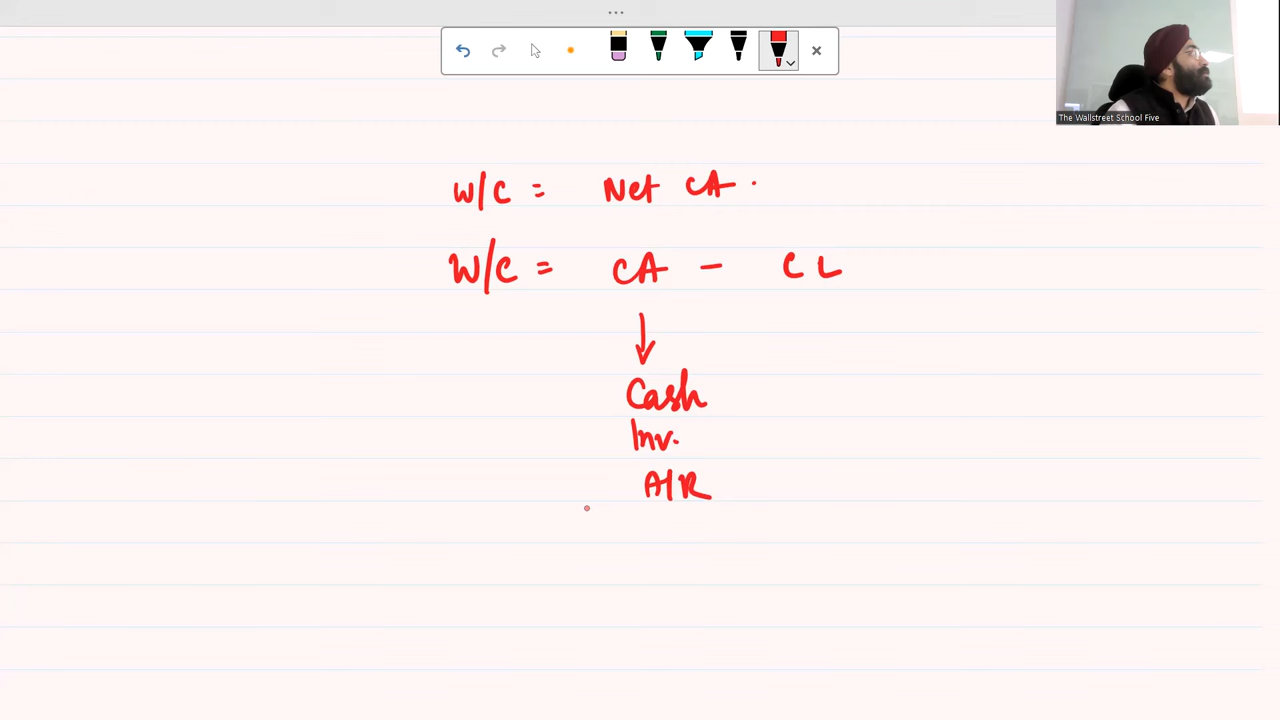 The Wallstreet School Five
W/C = Net CA .
W/C = CA - CL
Cash
Inv.
A/R